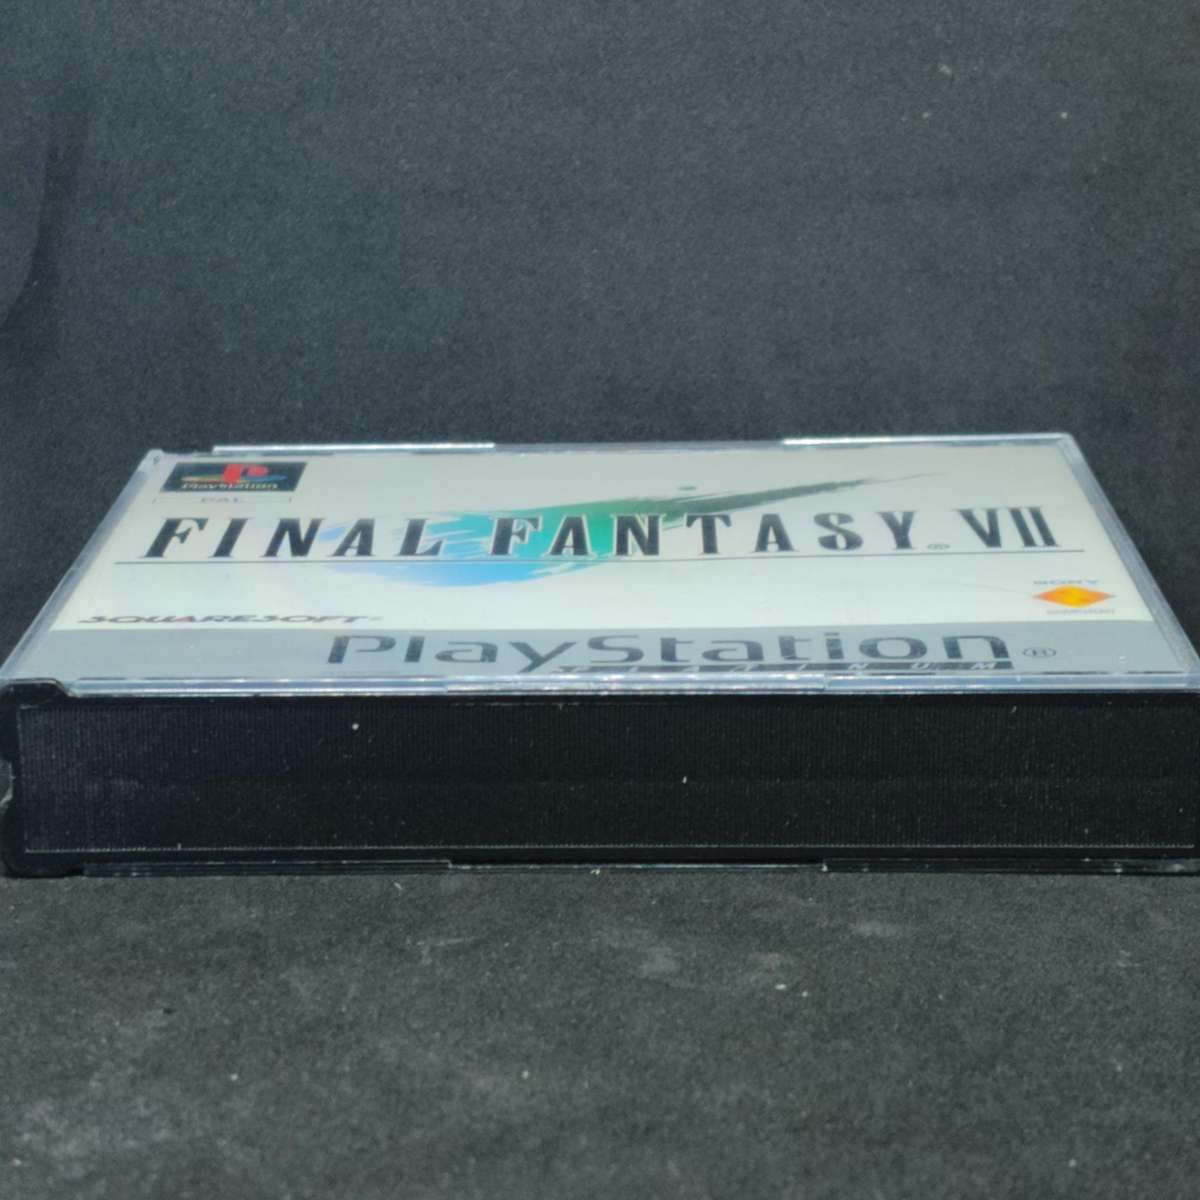 PlayStation
PAL
FINAL FANTASY® VII
SONY
SQUARESOFT
PlayStation®
PLATINUM